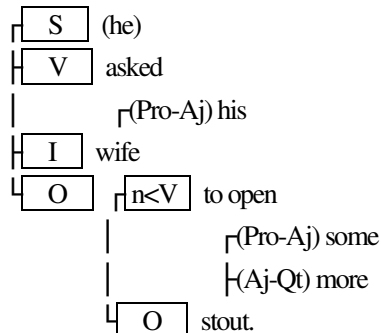 S (he)
V asked
(Pro-Aj) his
I wife
O n<V to open
(Pro-Aj) some
(Aj-Qt) more
O stout.